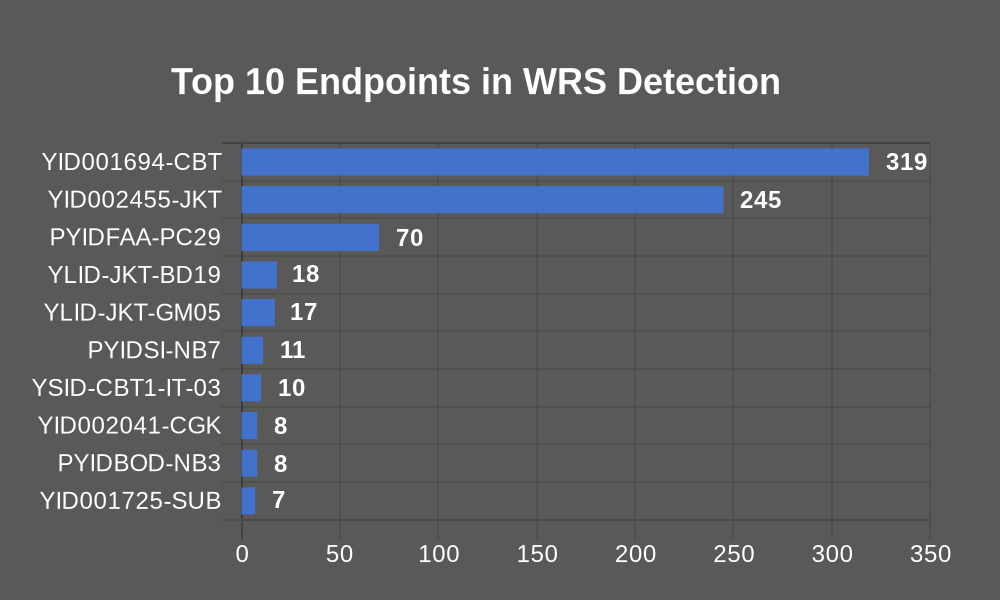 Top 10 Endpoints in WRS Detection
YID001694-CBT 319
YID002455-JKT 245
PYIDFAA-PC29 70
YLID-JKT-BD19 18
YLID-JKT-GM05 17
PYIDSI-NB7 11
YSID-CBT1-IT-03 10
YID002041-CGK 8
PYIDBOD-NB3 8
YID001725-SUB 7
0 50 100 150 200 250 300 350